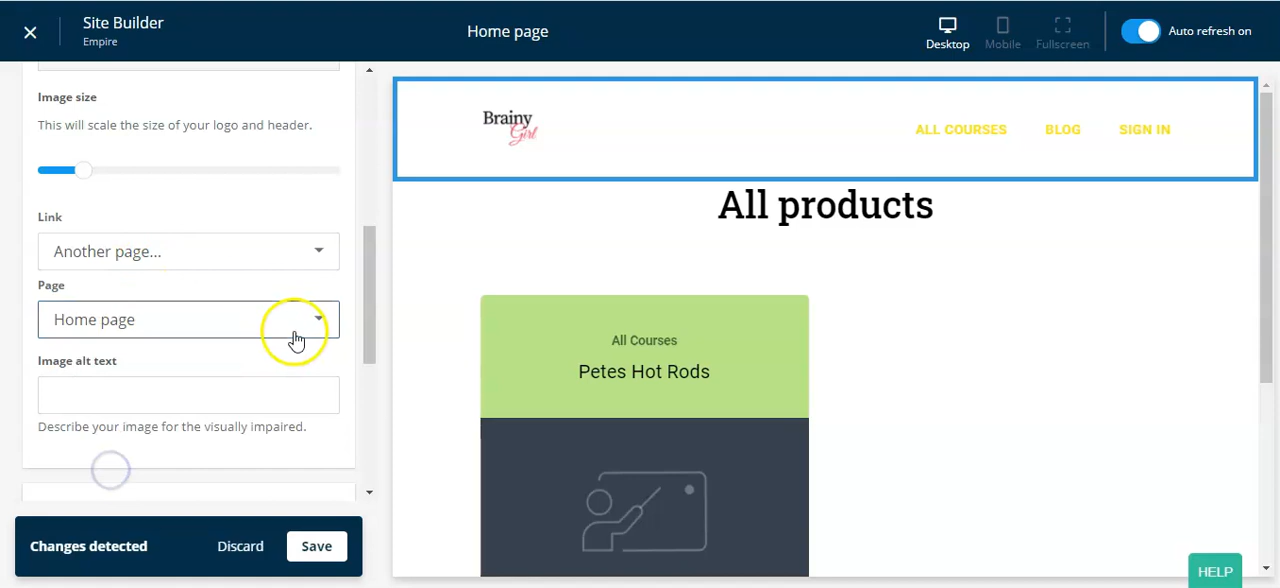 Site Builder
Empire
Home page
Desktop
Mobile
Fullscreen
Auto refresh on
Image size
This will scale the size of your logo and header.
Link
Another page...
Page
Home page
Image alt text
Describe your image for the visually impaired.
Changes detected
Discard
Save
Brainy
Girl
ALL COURSES
BLOG
SIGN IN
All products
All Courses
Petes Hot Rods
HELP